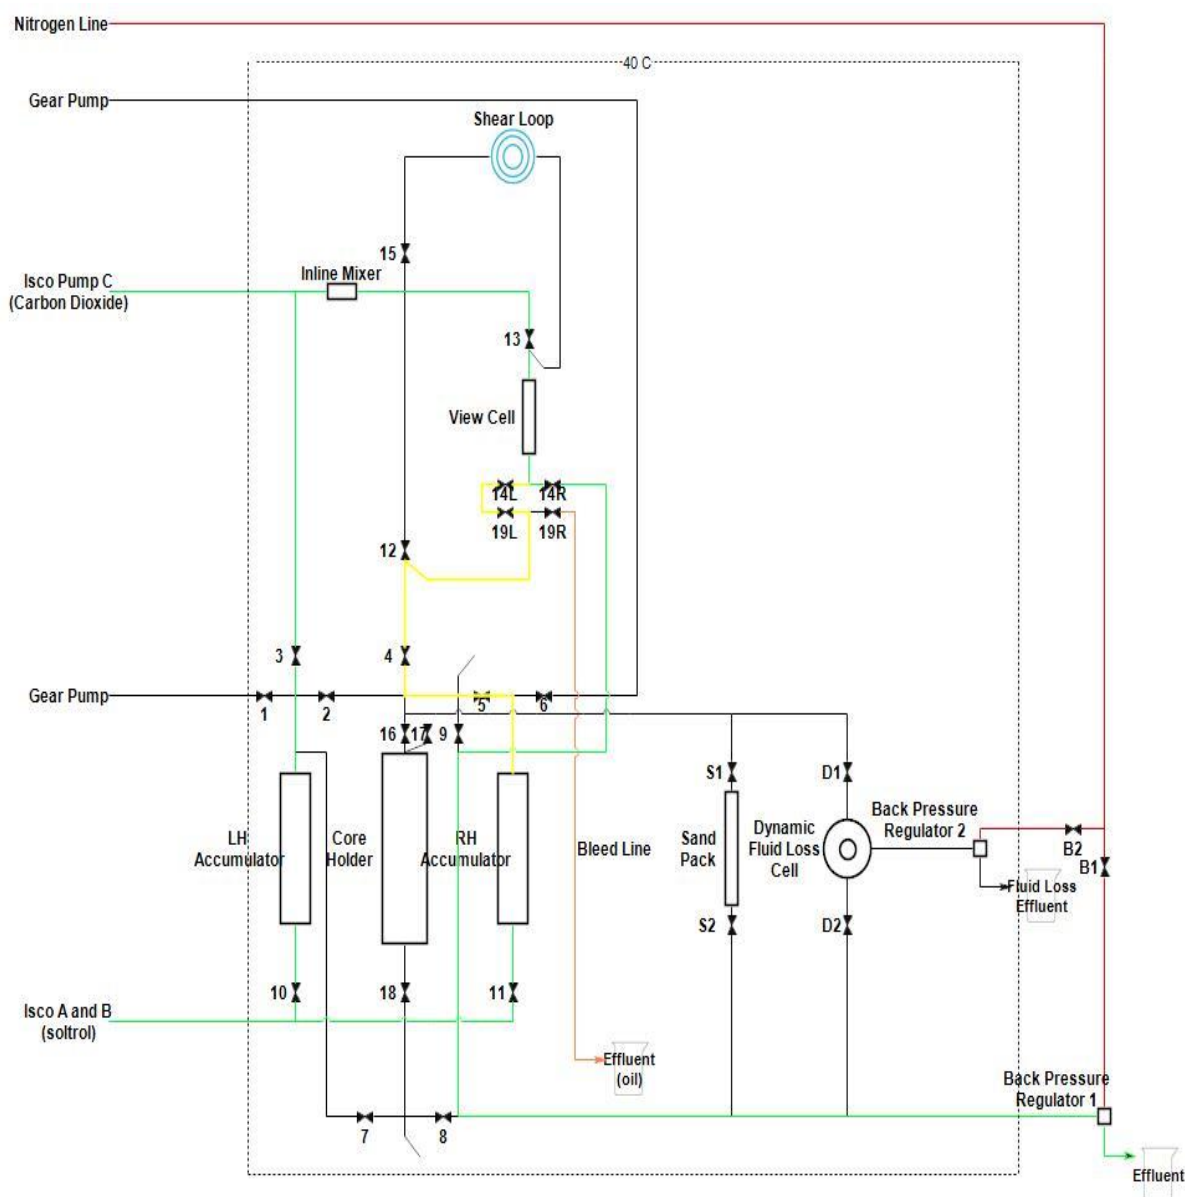 Nitrogen Line
40 C
Gear Pump
Shear Loop
15
Inline Mixer
Isco Pump C
(Carbon Dioxide)
13
View Cell
14L
14R
19L
19R
12
3
4
Gear Pump
1
2
5
6
16
17
9
S1
D1
LH
Accumulator
Core
Holder
RH
Accumulator
Bleed Line
Sand
Pack
Dynamic
Fluid Loss
Cell
Back Pressure
Regulator 2
B2
B1
Fluid Loss
Effluent
S2
D2
10
18
11
Isco A and B
(soltrol)
Effluent
(oil)
Back Pressure
Regulator 1
7
8
Effluent